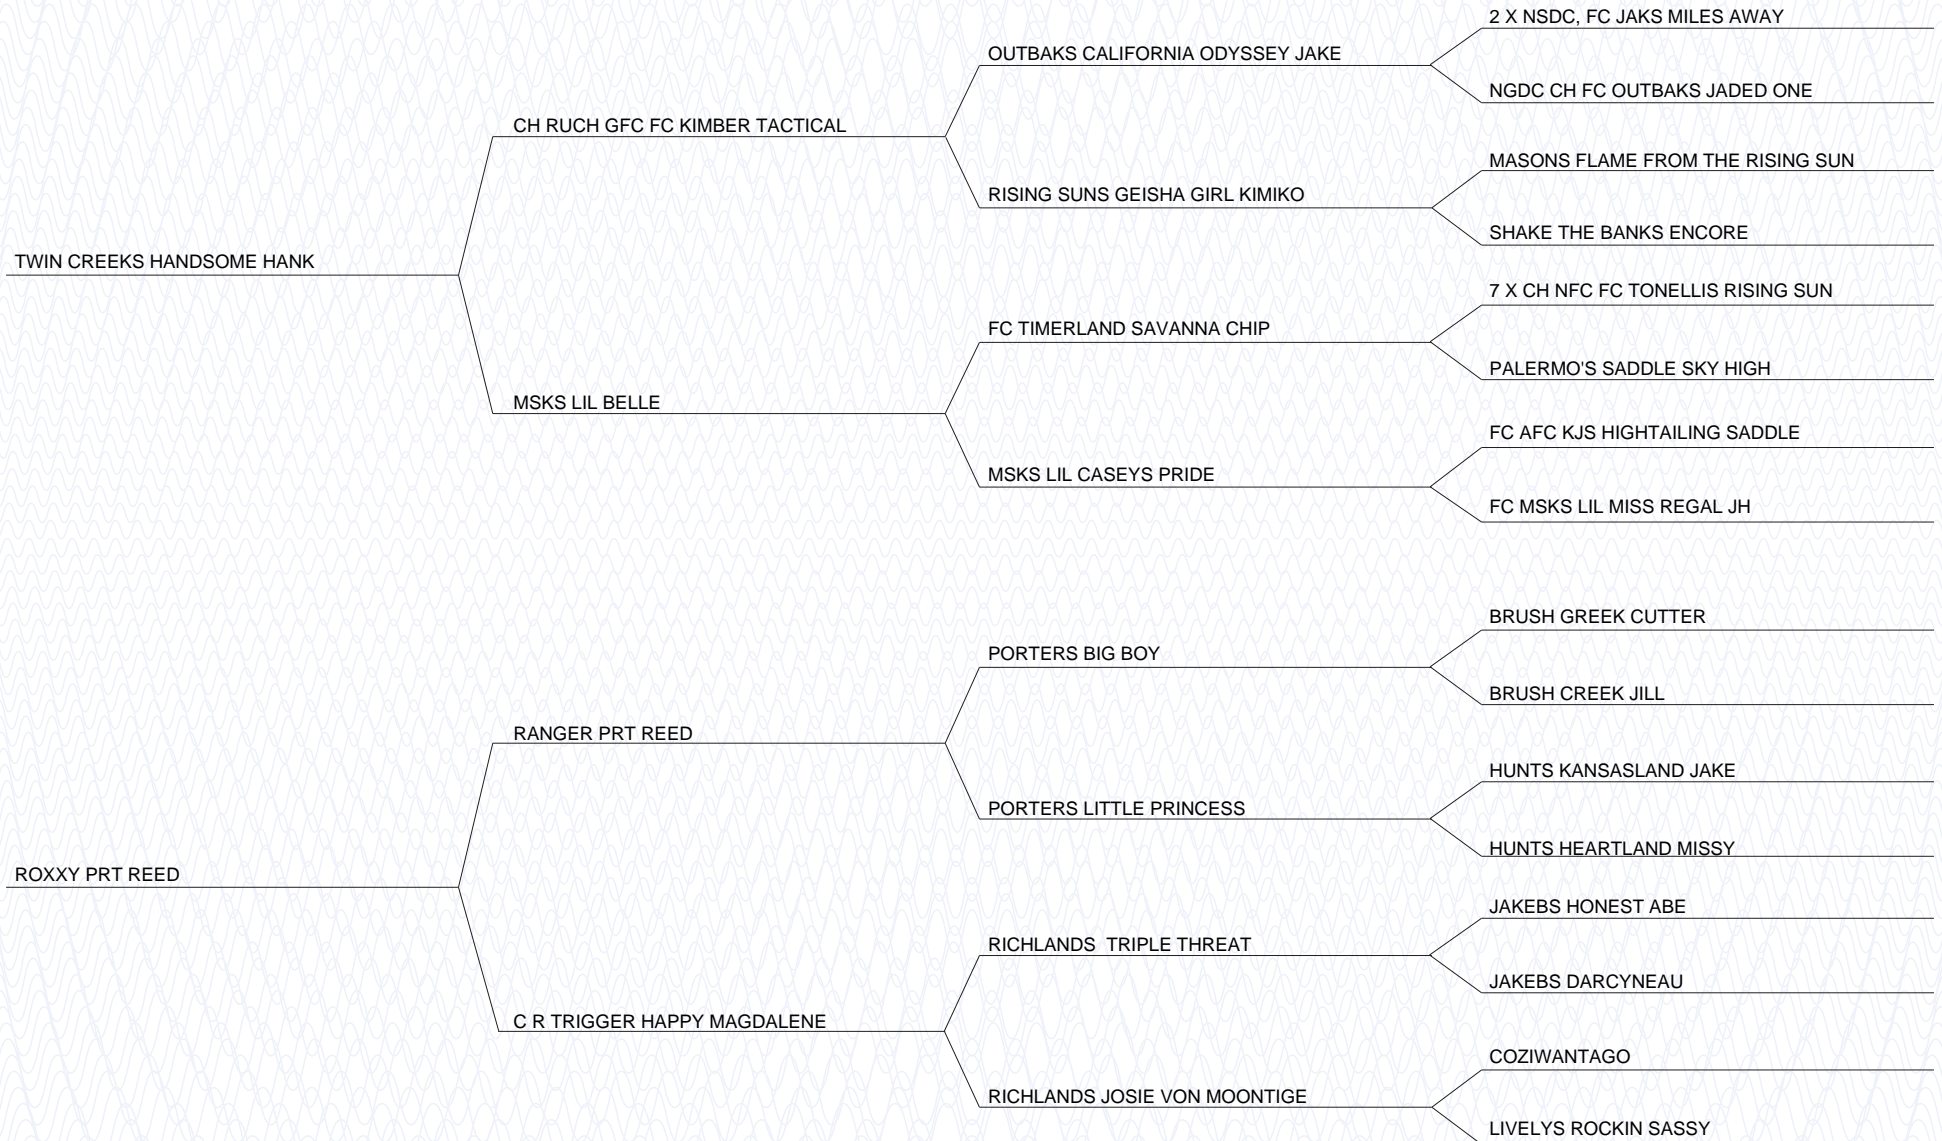 2 X NSDC, FC JAKS MILES AWAY
OUTBAKS CALIFORNIA ODYSSEY JAKE
NGDC CH FC OUTBAKS JADED ONE
CH RUCH GFC FC KIMBER TACTICAL
MASONS FLAME FROM THE RISING SUN
RISING SUNS GEISHA GIRL KIMIKO
SHAKE THE BANKS ENCORE
TWIN CREEKS HANDSOME HANK
7 X CH NFC FC TONELLIS RISING SUN
FC TIMERLAND SAVANNA CHIP
PALERMO'S SADDLE SKY HIGH
MSKS LIL BELLE
FC AFC KJS HIGHTAILING SADDLE
MSKS LIL CASEYS PRIDE
FC MSKS LIL MISS REGAL JH
BRUSH GREEK CUTTER
PORTERS BIG BOY
BRUSH CREEK JILL
RANGER PRT REED
HUNTS KANSASLAND JAKE
PORTERS LITTLE PRINCESS
HUNTS HEARTLAND MISSY
ROXXY PRT REED
JAKEBS HONEST ABE
RICHLANDS  TRIPLE THREAT
JAKEBS DARCYNEAU
C R TRIGGER HAPPY MAGDALENE
COZIWANTAGO
RICHLANDS JOSIE VON MOONTIGE
LIVELYS ROCKIN SASSY